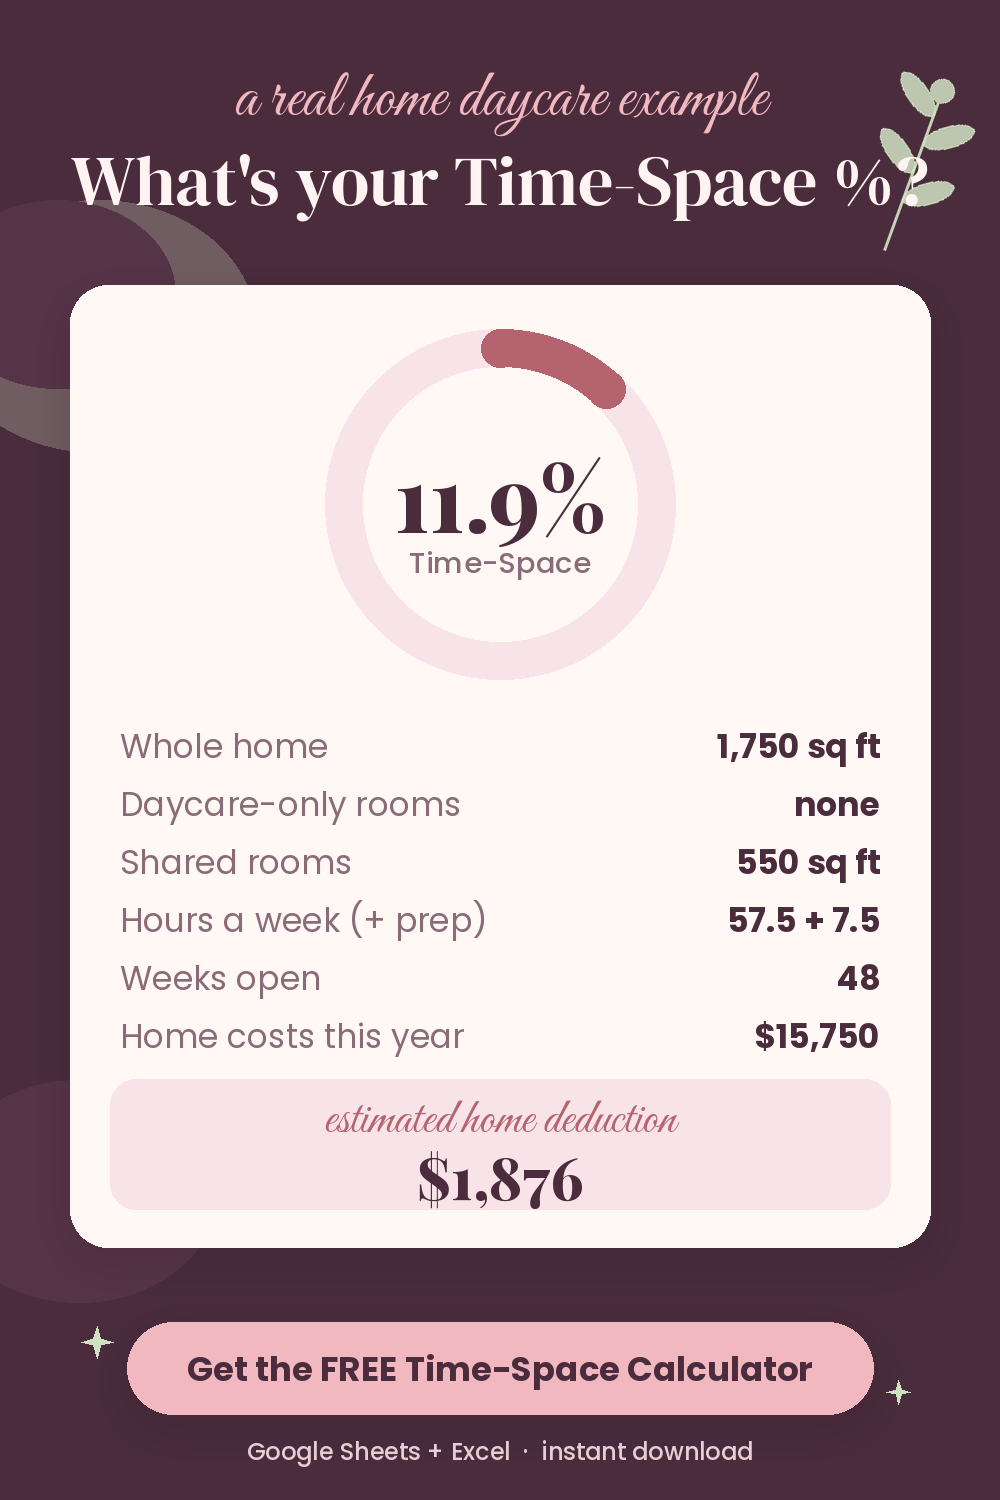 a real home daycare example
What's your Time-Space %?
11.9%
Time-Space
Whole home 1,750 sq ft
Daycare-only rooms none
Shared rooms 550 sq ft
Hours a week (+ prep) 57.5 + 7.5
Weeks open 48
Home costs this year $15,750
estimated home deduction
$1,876
Get the FREE Time-Space Calculator
Google Sheets + Excel · instant download